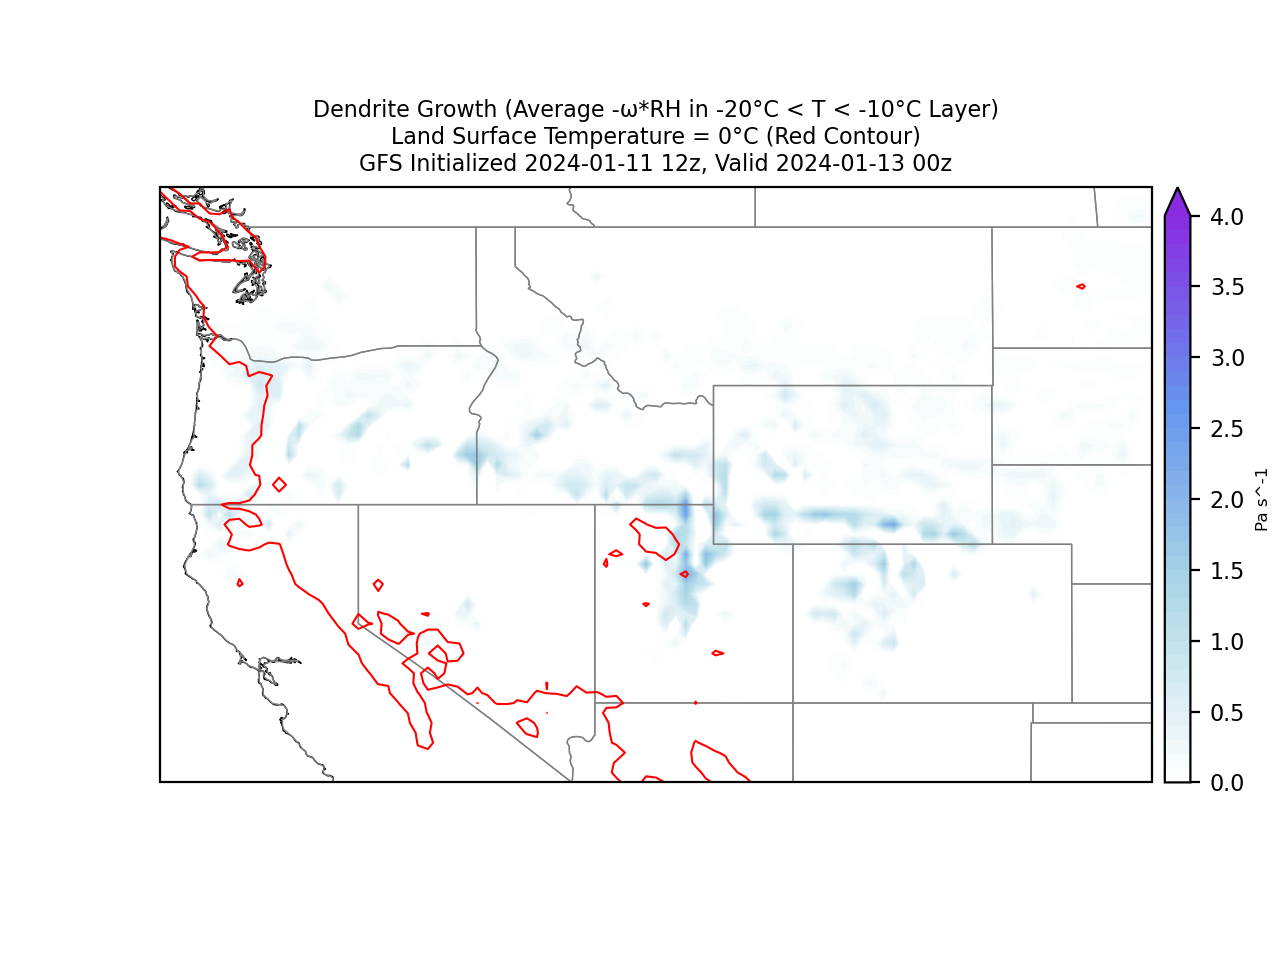 Dendrite Growth (Average -ω*RH in -20°C < T < -10°C Layer)
Land Surface Temperature = 0°C (Red Contour)
GFS Initialized 2024-01-11 12z, Valid 2024-01-13 00z
4.0
3.5
3.0
2.5
2.0
1.5
1.0
0.5
0.0
Pa s^-1